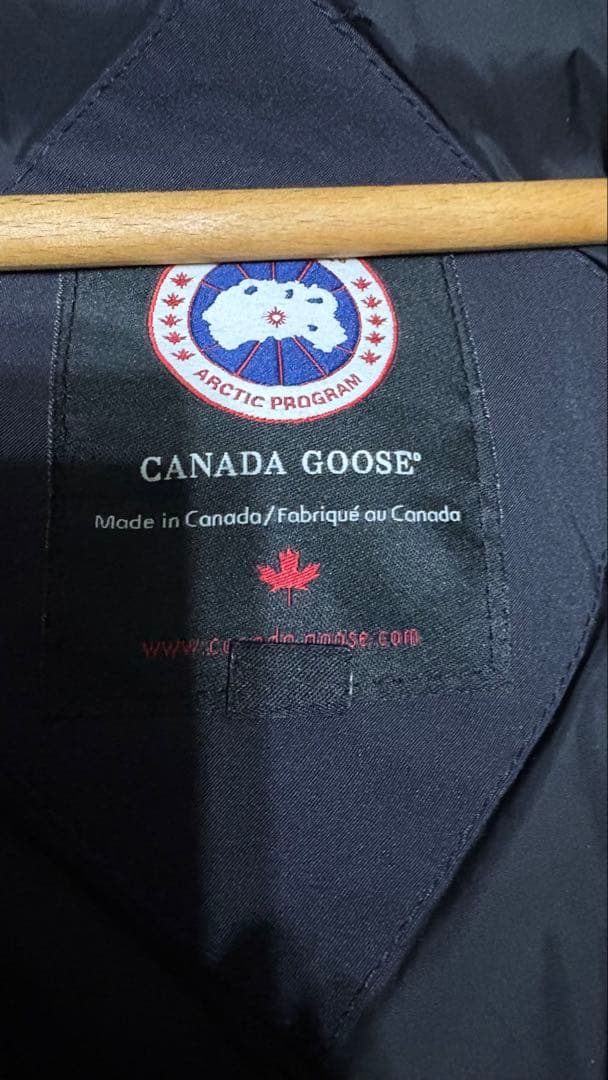 ARCTIC PROGRAM
CANADA GOOSE®
Made in Canada/Fabriqué au Canada